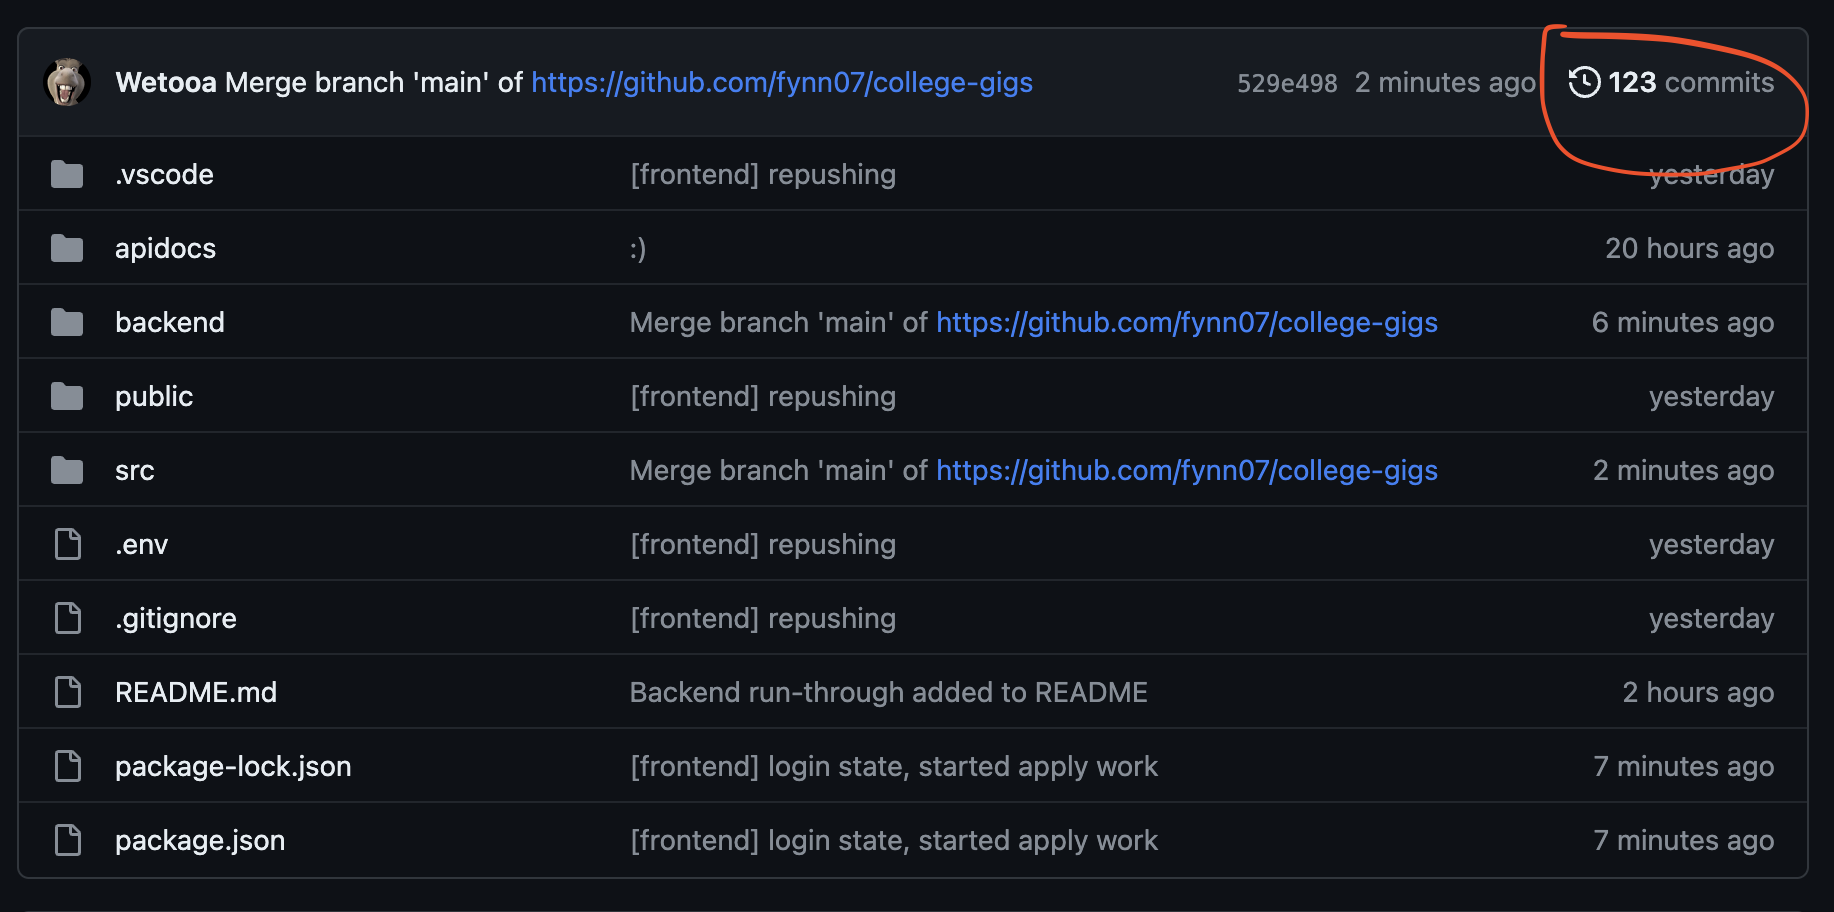 Wetooa Merge branch 'main' of https://github.com/fynn07/college-gigs 529e498 2 minutes ago 123 commits
.vscode [frontend] repushing yesterday
apidocs :) 20 hours ago
backend Merge branch 'main' of https://github.com/fynn07/college-gigs 6 minutes ago
public [frontend] repushing yesterday
src Merge branch 'main' of https://github.com/fynn07/college-gigs 2 minutes ago
.env [frontend] repushing yesterday
.gitignore [frontend] repushing yesterday
README.md Backend run-through added to README 2 hours ago
package-lock.json [frontend] login state, started apply work 7 minutes ago
package.json [frontend] login state, started apply work 7 minutes ago